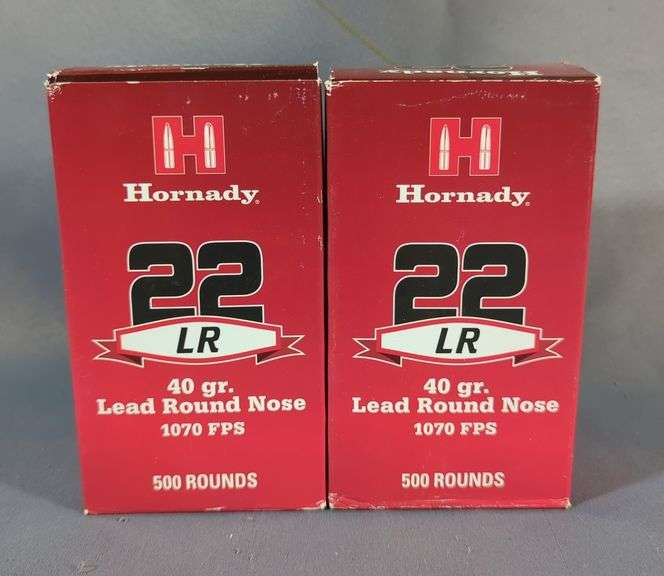 Hornady
22
LR
40 gr.
Lead Round Nose
1070 FPS
500 ROUNDS
Hornady
Hornady
22
LR
40 gr.
Lead Round Nose
1070 FPS
500 ROUNDS